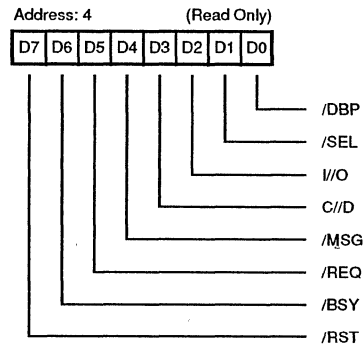 Address: 4 (Read Only)
D7 D6 D5 D4 D3 D2 D1 D0
/DBP
/SEL
I//O
C//D
/MSG
/REQ
/BSY
/RST